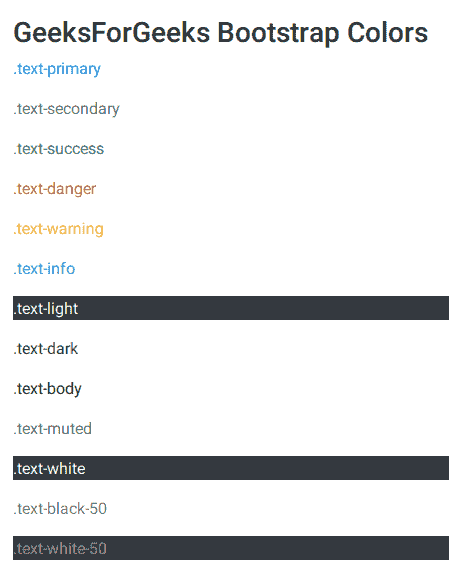 GeeksForGeeks Bootstrap Colors
.text-primary
.text-secondary
.text-success
.text-danger
.text-warning
.text-info
.text-light
.text-dark
.text-body
.text-muted
.text-white
.text-black-50
.text-white-50